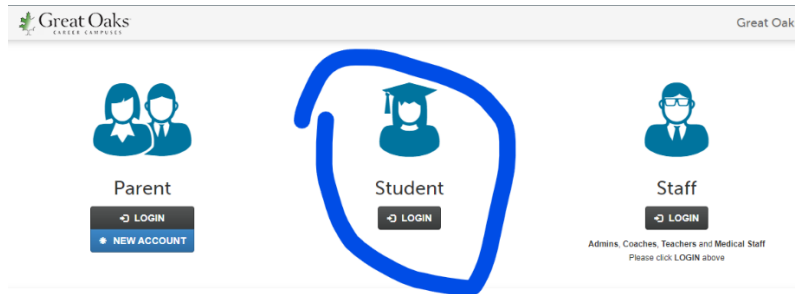 Great Oaks
CAREER CAMPUSES
Great Oak
Parent
LOGIN
NEW ACCOUNT
Student
LOGIN
Staff
LOGIN
Admins, Coaches, Teachers and Medical Staff
Please click LOGIN above